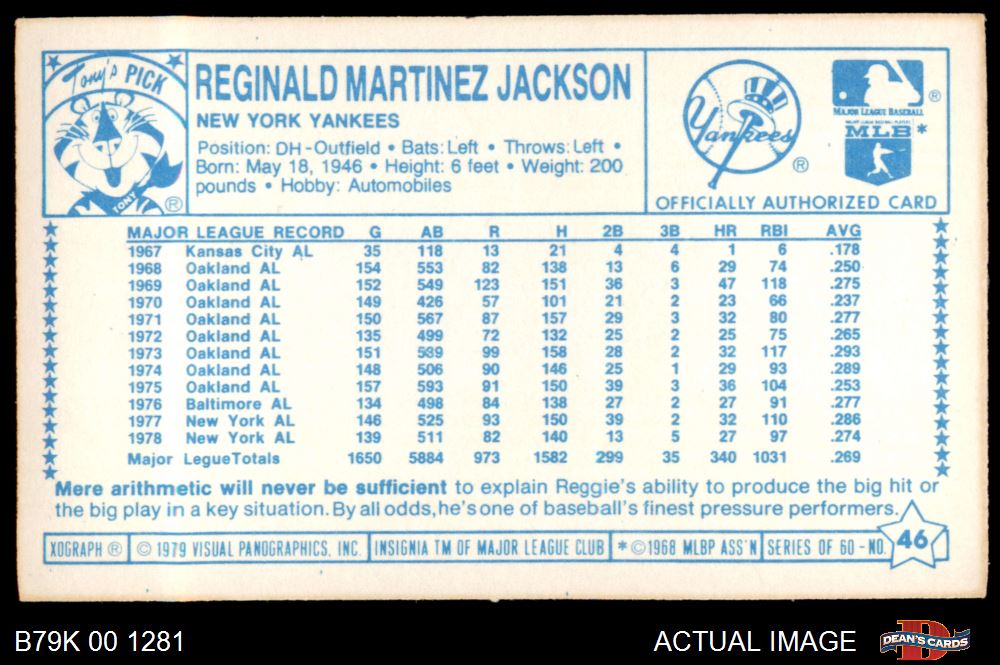 Tony's PICK
TONY
®
REGINALD MARTINEZ JACKSON
NEW YORK YANKEES
Position: DH-Outfield • Bats: Left • Throws: Left •
Born: May 18, 1946 • Height: 6 feet • Weight: 200
pounds • Hobby: Automobiles
Yankees ®
®
MAJOR LEAGUE BASEBALL
MAJOR LEAGUE BASEBALL PLAYERS
MLB *
OFFICIALLY AUTHORIZED CARD
MAJOR LEAGUE RECORD G AB R H 2B 3B HR RBI AVG
1967 Kansas City AL 35 118 13 21 4 4 1 6 .178
1968 Oakland AL 154 553 82 138 13 6 29 74 .250
1969 Oakland AL 152 549 123 151 36 3 47 118 .275
1970 Oakland AL 149 426 57 101 21 2 23 66 .237
1971 Oakland AL 150 567 87 157 29 3 32 80 .277
1972 Oakland AL 135 499 72 132 25 2 25 75 .265
1973 Oakland AL 151 539 99 158 28 2 32 117 .293
1974 Oakland AL 148 506 90 146 25 1 29 93 .289
1975 Oakland AL 157 593 91 150 39 3 36 104 .253
1976 Baltimore AL 134 498 84 138 27 2 27 91 .277
1977 New York AL 146 525 93 150 39 2 32 110 .286
1978 New York AL 139 511 82 140 13 5 27 97 .274
Major LegueTotals 1650 5884 973 1582 299 35 340 1031 .269
Mere arithmetic will never be sufficient to explain Reggie's ability to produce the big hit or
the big play in a key situation. By all odds, he's one of baseball's finest pressure performers.
XOGRAPH ® © 1979 VISUAL PANOGRAPHICS, INC. INSIGNIA TM OF MAJOR LEAGUE CLUB * ©1968 MLBP ASS'N SERIES OF 60 - NO. 46
B79K 00 1281 ACTUAL IMAGE DEAN'S CARDS